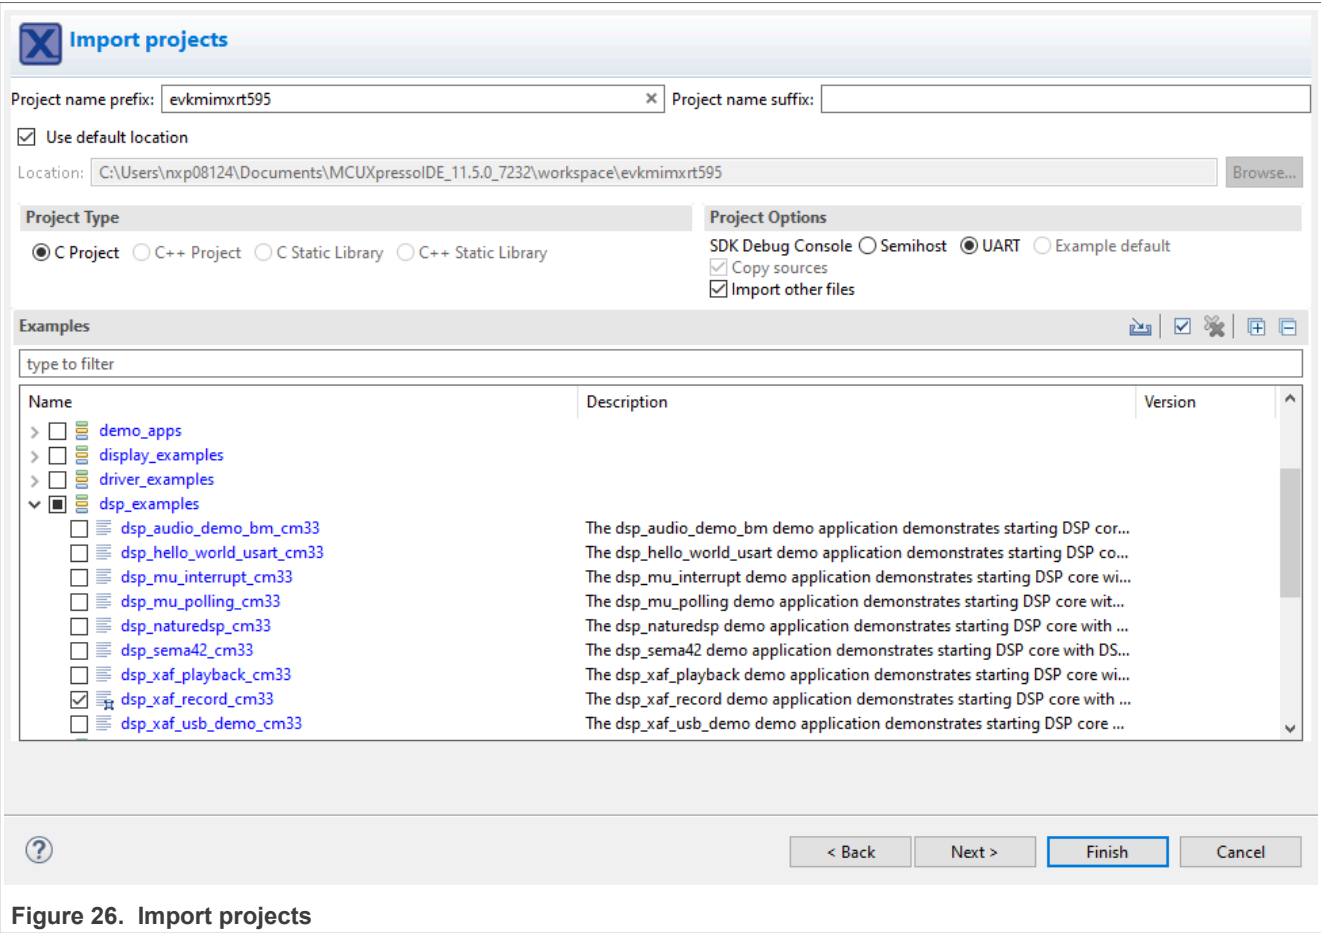 Import projects
Project name prefix: evkmimxrt595 Project name suffix:
Use default location
Location: C:\Users\nxp08124\Documents\MCUXpressoIDE_11.5.0_7232\workspace\evkmimxrt595 Browse...
Project Type Project Options
C Project C++ Project C Static Library C++ Static Library SDK Debug Console Semihost UART Example default
Copy sources
Import other files
Examples
type to filter
Name Description Version
demo_apps
display_examples
driver_examples
dsp_examples
dsp_audio_demo_bm_cm33 The dsp_audio_demo_bm demo application demonstrates starting DSP cor...
dsp_hello_world_usart_cm33 The dsp_hello_world_usart demo application demonstrates starting DSP co...
dsp_mu_interrupt_cm33 The dsp_mu_interrupt demo application demonstrates starting DSP core wi...
dsp_mu_polling_cm33 The dsp_mu_polling demo application demonstrates starting DSP core wit...
dsp_naturedsp_cm33 The dsp_naturedsp demo application demonstrates starting DSP core with ...
dsp_sema42_cm33 The dsp_sema42 demo application demonstrates starting DSP core with DS...
dsp_xaf_playback_cm33 The dsp_xaf_playback demo application demonstrates starting DSP core wi...
dsp_xaf_record_cm33 The dsp_xaf_record demo application demonstrates starting DSP core with ...
dsp_xaf_usb_demo_cm33 The dsp_xaf_usb_demo demo application demonstrates starting DSP core ...
< Back Next > Finish Cancel
Figure 26. Import projects